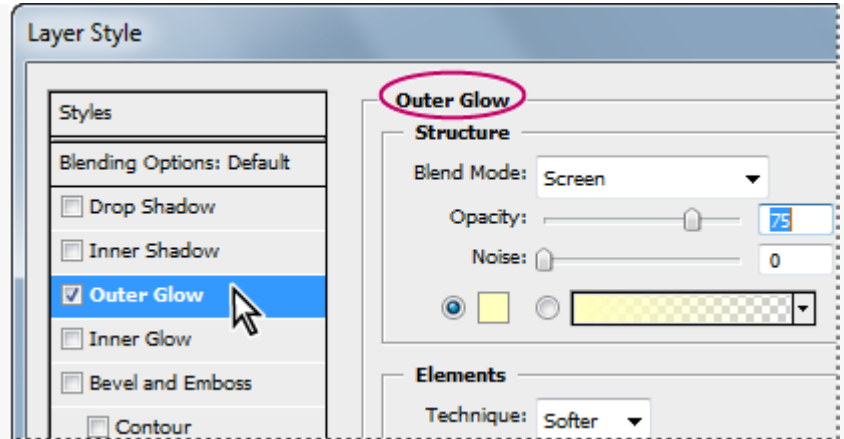 Layer Style
Styles
Blending Options: Default
Drop Shadow
Inner Shadow
Outer Glow
Inner Glow
Bevel and Emboss
Contour
Outer Glow
Structure
Blend Mode: Screen
Opacity: 75
Noise: 0
Elements
Technique: Softer